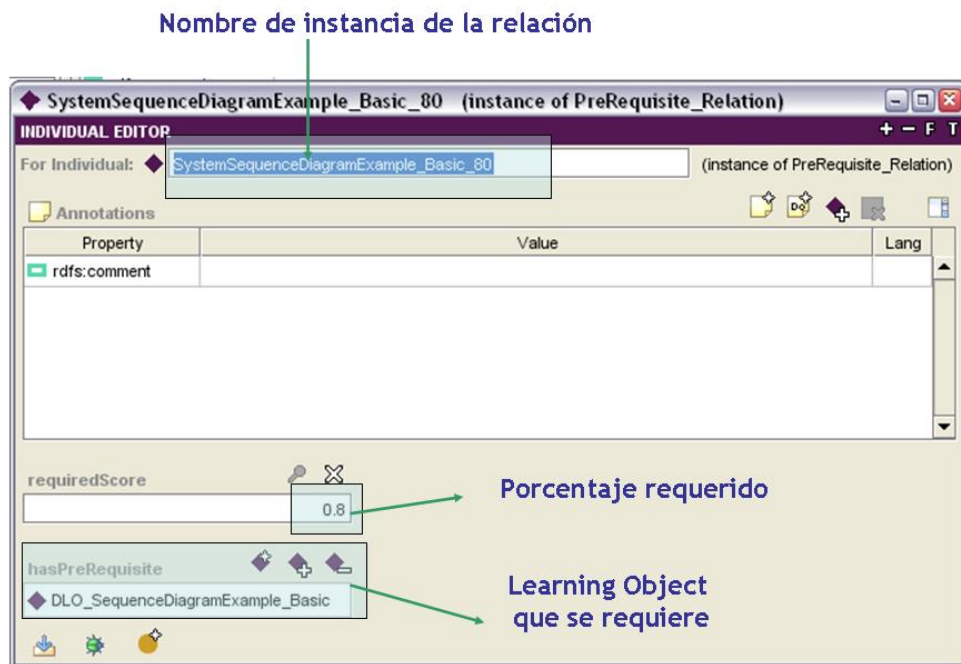 Nombre de instancia de la relación
SystemSequenceDiagramExample_Basic_80 (instance of PreRequisite_Relation)
INDIVIDUAL EDITOR
+ − F T
For Individual: SystemSequenceDiagramExample_Basic_80 (instance of PreRequisite_Relation)
Annotations
Property Value Lang
rdfs:comment
requiredScore
0.8
Porcentaje requerido
hasPreRequisite
DLO_SequenceDiagramExample_Basic
Learning Object
que se requiere